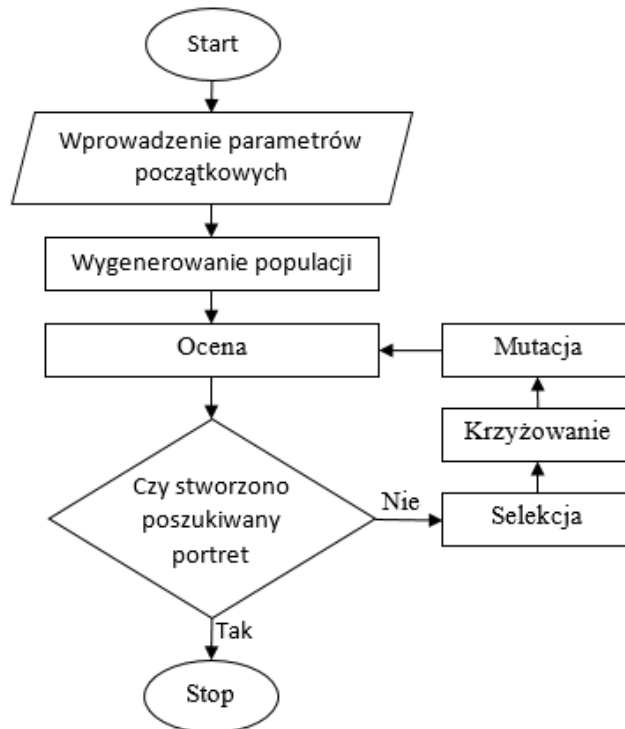 Start
Wprowadzenie parametrów
początkowych
Wygenerowanie populacji
Ocena
Mutacja
Krzyżowanie
Czy stworzono
poszukiwany
portret
Nie
Selekcja
Tak
Stop